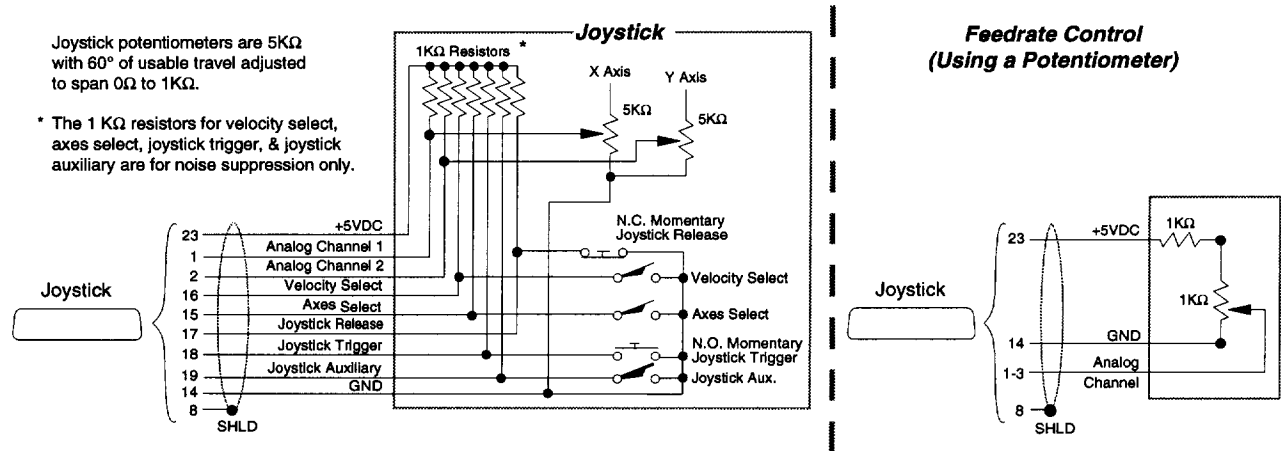 Joystick potentiometers are 5KΩ
with 60° of usable travel adjusted
to span 0Ω to 1KΩ.
* The 1 KΩ resistors for velocity select,
axes select, joystick trigger, & joystick
auxiliary are for noise suppression only.
Joystick
1KΩ Resistors *
X Axis
Y Axis
5KΩ
5KΩ
N.C. Momentary
Joystick Release
Velocity Select
Axes Select
N.O. Momentary
Joystick Trigger
Joystick Aux.
Joystick
23 +5VDC
1 Analog Channel 1
2 Analog Channel 2
16 Velocity Select
15 Axes Select
17 Joystick Release
18 Joystick Trigger
19 Joystick Auxiliary
14 GND
8
SHLD
Feedrate Control
(Using a Potentiometer)
Joystick
23 +5VDC
1KΩ
1KΩ
14 GND
1-3 Analog
Channel
8
SHLD